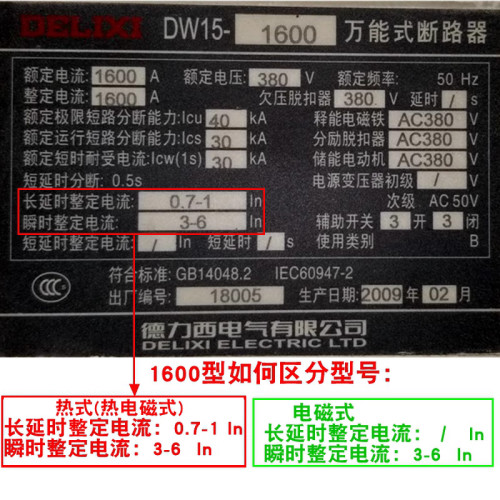 DELIXI DW15- 1600 万能式断路器
额定电流: 1600 A 额定电压: 380 V 额定频率: 50 Hz
整定电流: 1600 A 欠压脱扣器 380 V 延时 / s
额定极限短路分断能力: Icu 40 kA 释能电磁铁 AC380 V
额定运行短路分断能力: Ics 30 kA 分励脱扣器 AC380 V
额定短时耐受电流: Icw(1s) 30 kA 储能电动机 AC380 V
短延时分断: 0.5s 电源变压器初级 / V
长延时整定电流: 0.7-1 In 次级 AC 50V
瞬时整定电流: 3-6 In 辅助开关 3 开 3 闭
短延时整定电流: / In 短延时 / s 使用类别 B
符合标准: GB14048.2 IEC60947-2
出厂编号: 18005 生产日期: 2009 年 02 月
德力西电气有限公司
DELIXI ELECTRIC LTD
1600型如何区分型号:
热式(热电磁式)
长延时整定电流: 0.7-1 In
瞬时整定电流: 3-6 In
电磁式
长延时整定电流: / In
瞬时整定电流: 3-6 In